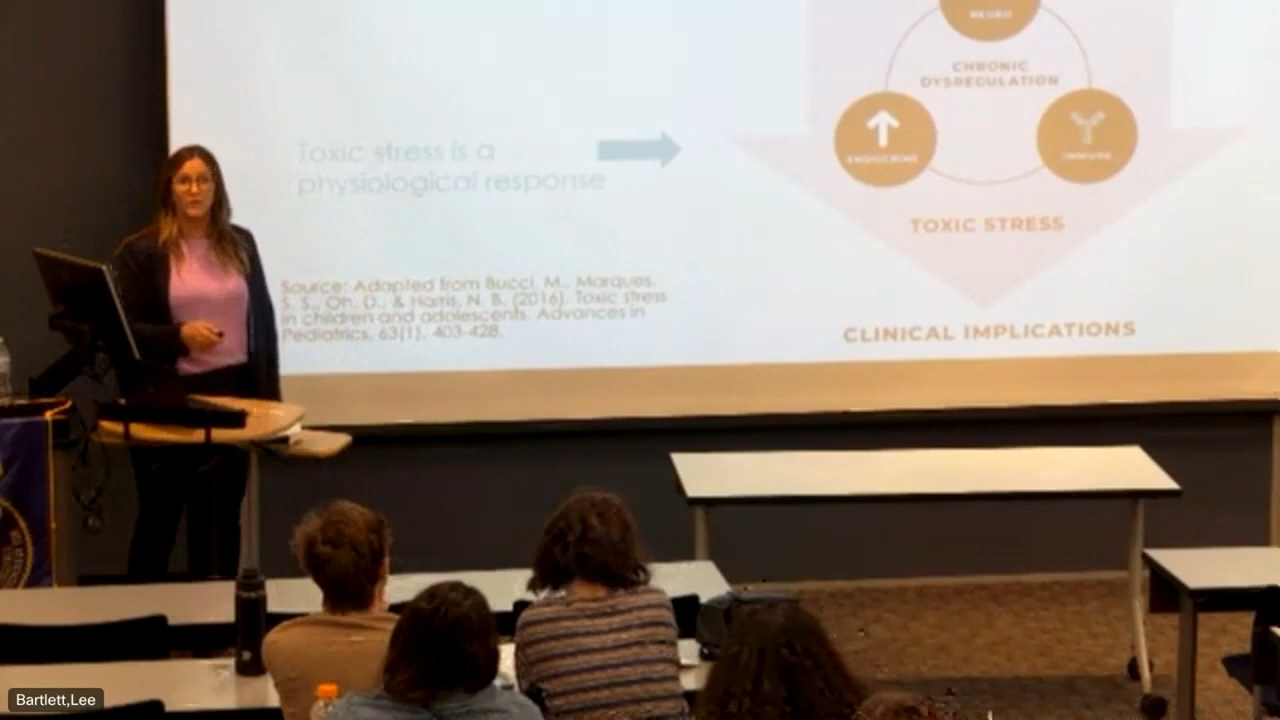 NEURO
CHRONIC
DYSREGULATION
ENDOCRINE
IMMUNE
Toxic stress is a
physiological response
TOXIC STRESS
Source: Adapted from Bucci, M., Marques,
S. S., Oh, D., & Harris, N. B. (2016). Toxic stress
in children and adolescents. Advances in
Pediatrics, 63(1), 403-428.
CLINICAL IMPLICATIONS
Bartlett,Lee